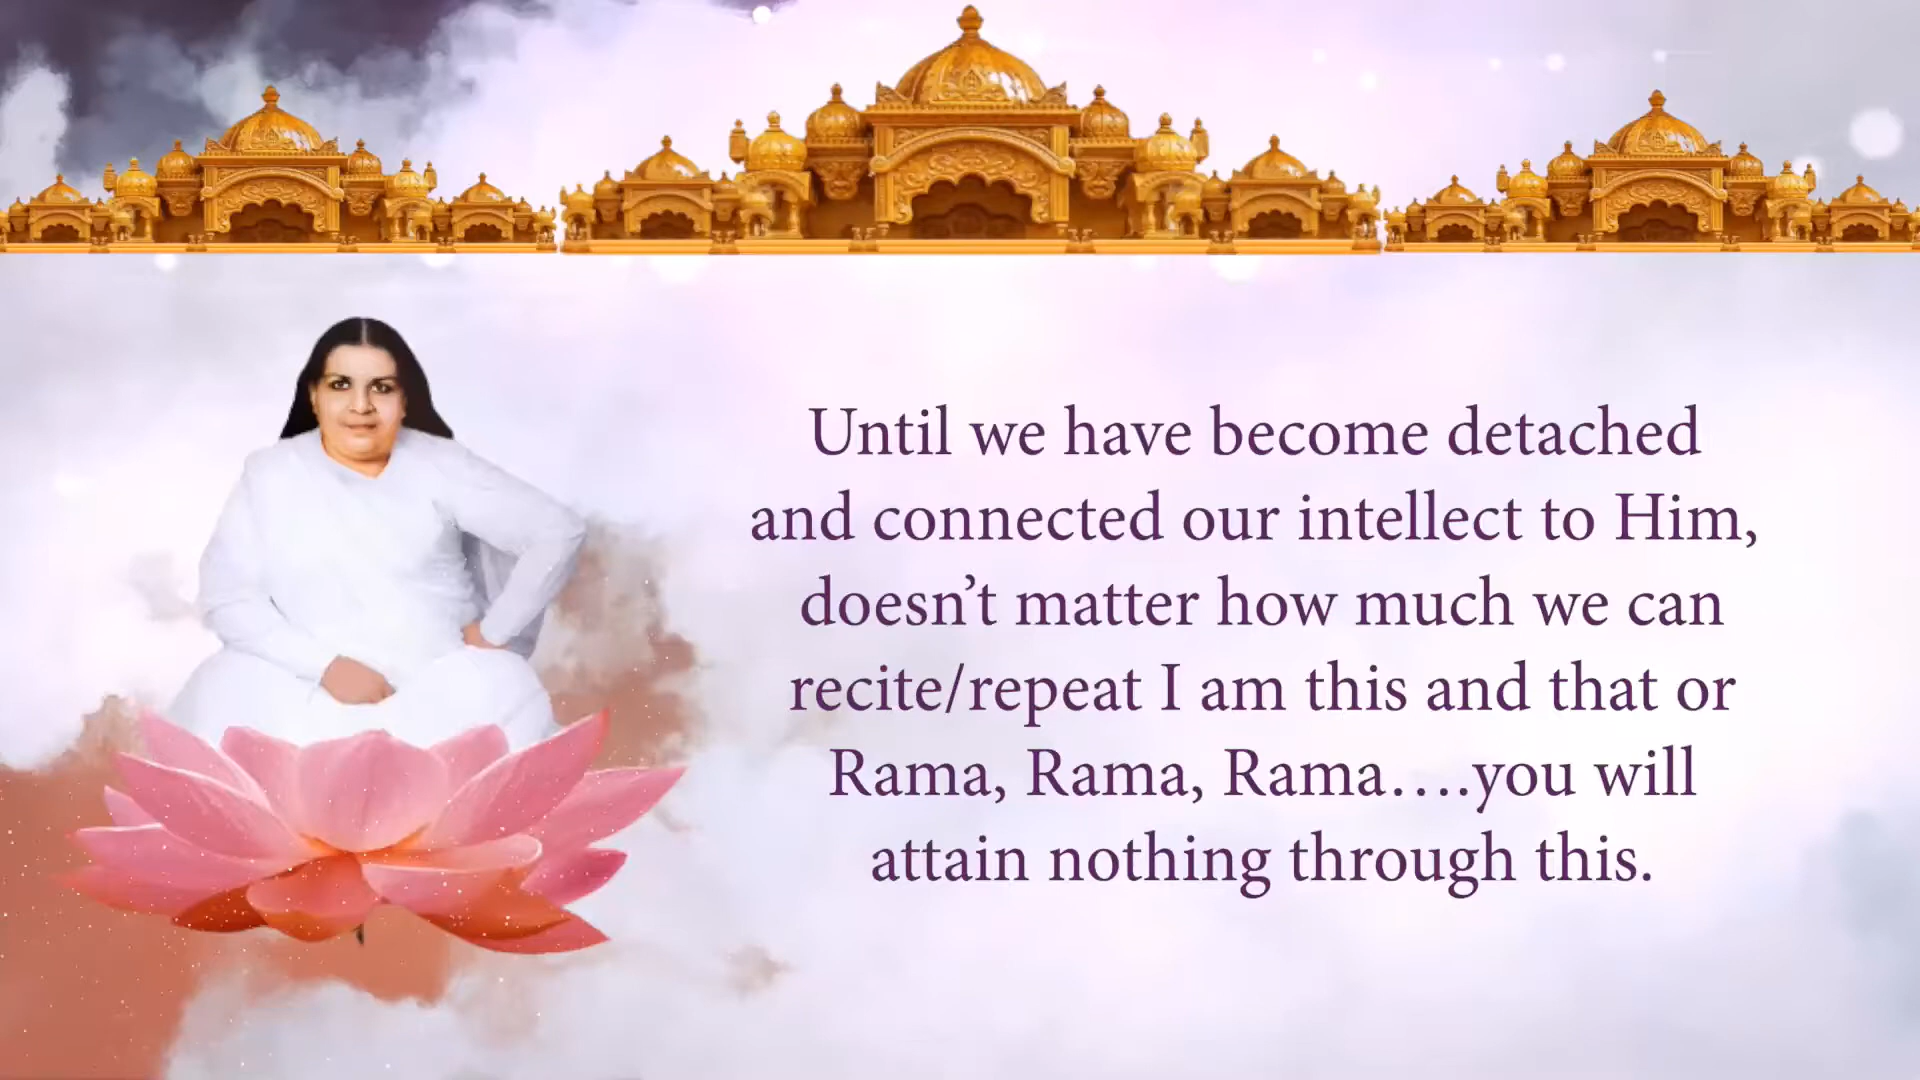 Until we have become detached
and connected our intellect to Him,
doesn’t matter how much we can
recite/repeat I am this and that or
Rama, Rama, Rama….you will
attain nothing through this.